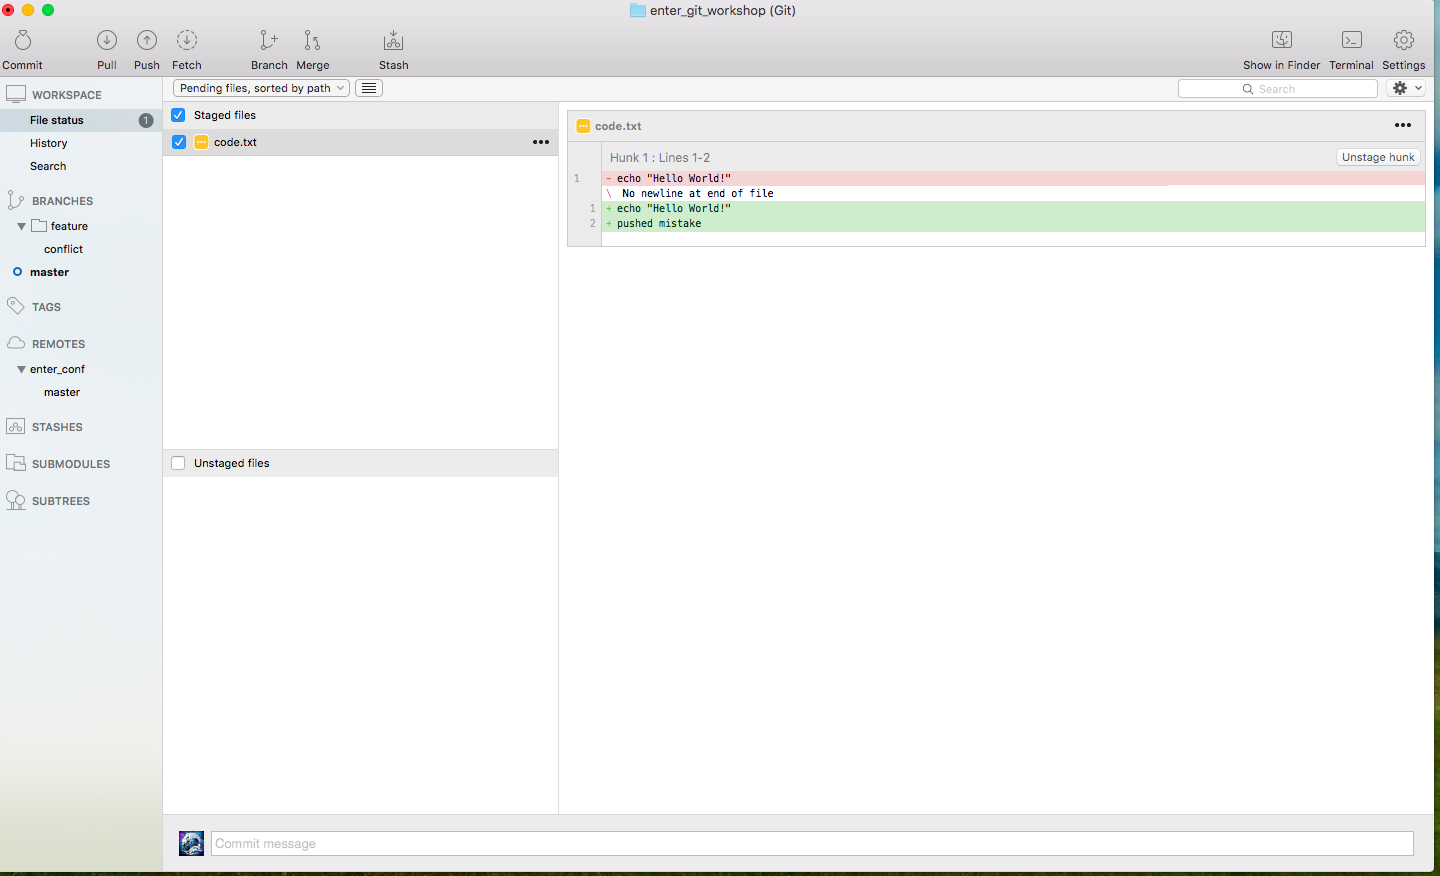 enter_git_workshop (Git)
Commit Pull Push Fetch Branch Merge Stash Show in Finder Terminal Settings
WORKSPACE
File status 1
History
Search
BRANCHES
feature
conflict
master
TAGS
REMOTES
enter_conf
master
STASHES
SUBMODULES
SUBTREES
Pending files, sorted by path
Search
Staged files
code.txt
Unstaged files
code.txt
Hunk 1 : Lines 1-2 Unstage hunk
1 - echo "Hello World!"
\ No newline at end of file
1 + echo "Hello World!"
2 + pushed mistake
Commit message